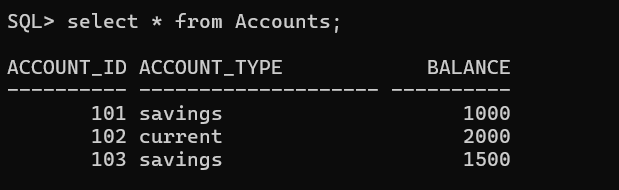 SQL> select * from Accounts;
ACCOUNT_ID ACCOUNT_TYPE              BALANCE
---------- -------------------- ----------
       101 savings                    1000
       102 current                    2000
       103 savings                    1500